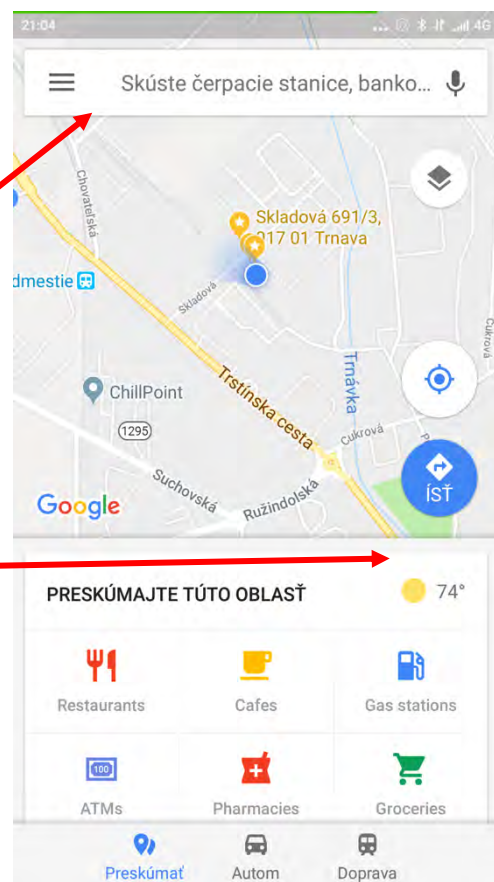 21:04
4G
Skúste čerpacie stanice, banko...
Chovateľská
Skladová 691/3,
917 01 Trnava
dmestie
Skladová
Cukrová
Trnávka
ChillPoint
Trstínska cesta
1295
Cukrová
Suchovská
Ružindolská
ÍSŤ
Google
PRESKÚMAJTE TÚTO OBLASŤ
74°
Restaurants
Cafes
Gas stations
100
ATMs
Pharmacies
Groceries
Preskúmať
Autom
Doprava